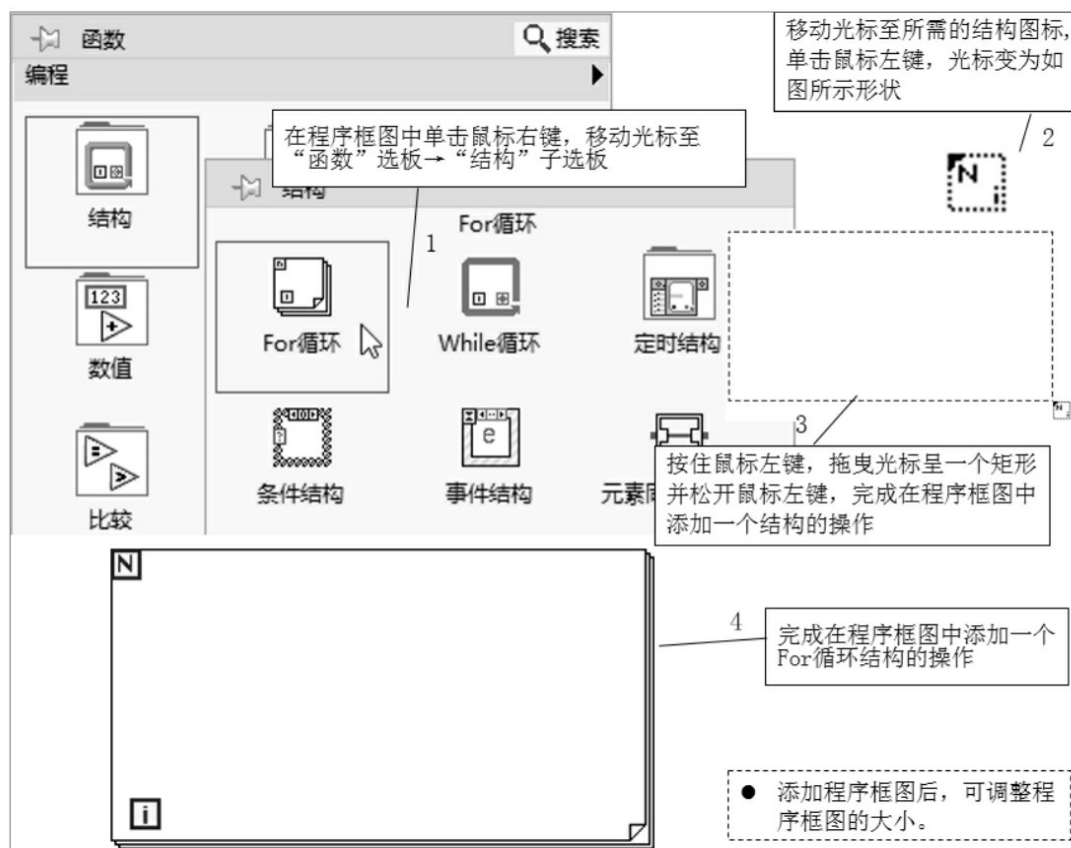 函数
搜索
编程
移动光标至所需的结构图标,
单击鼠标左键，光标变为如
图所示形状
在程序框图中单击鼠标右键，移动光标至
“函数”选板→“结构”子选板
2
N
i
结构
结构
For循环
1
For循环
While循环
定时结构
123
数值
N
i
3
条件结构
e
事件结构
按住鼠标左键，拖曳光标呈一个矩形
并松开鼠标左键，完成在程序框图中
添加一个结构的操作
比较
N
4
完成在程序框图中添加一个
For循环结构的操作
i
● 添加程序框图后，可调整程
序框图的大小。